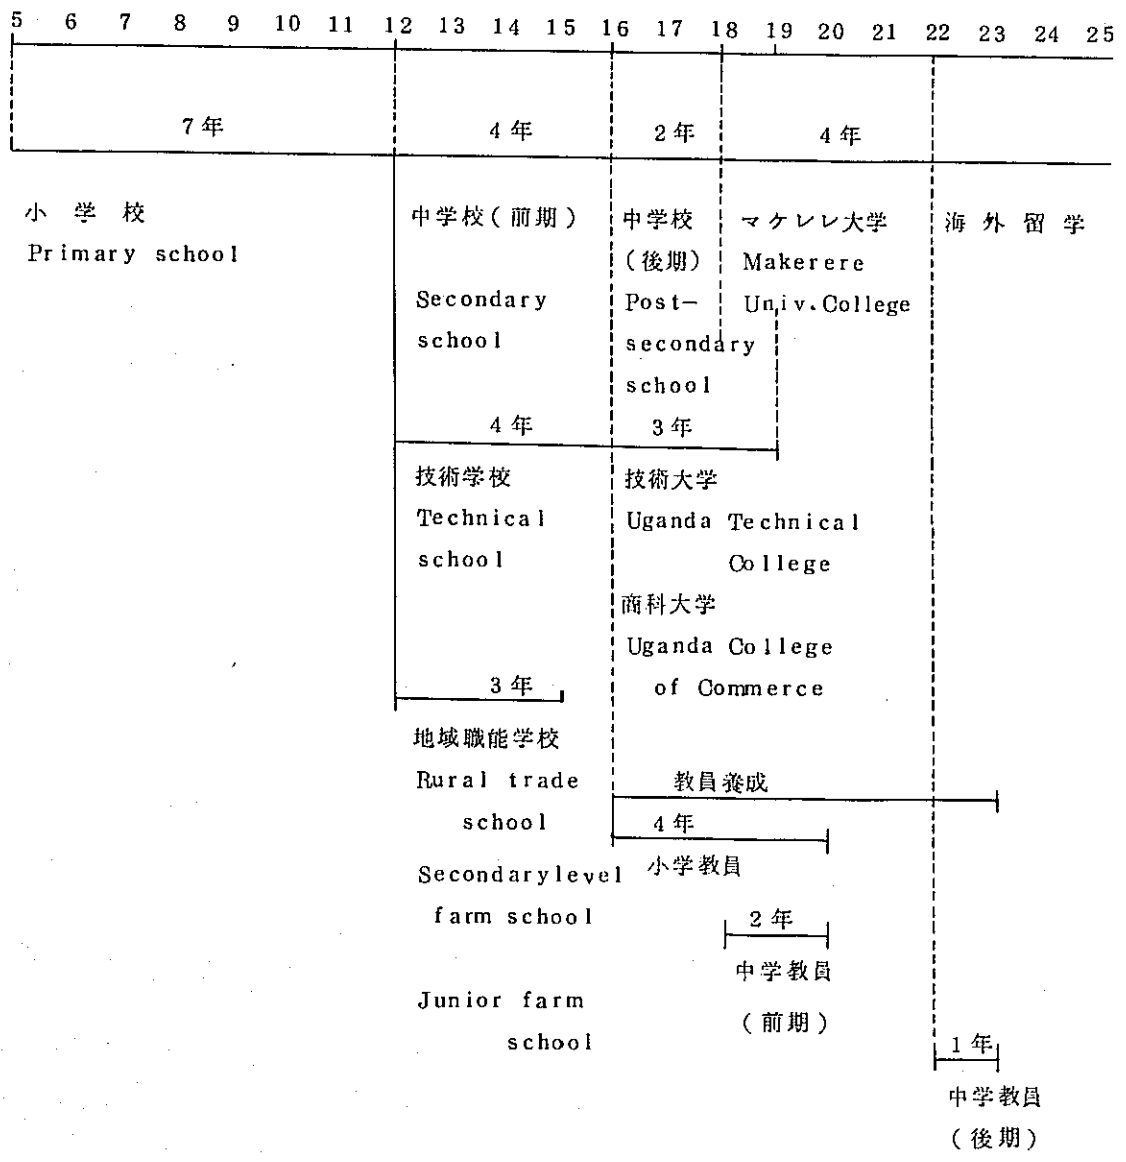 5 6 7 8 9 10 11 12 13 14 15 16 17 18 19 20 21 22 23 24 25
7年 4年 2年 4年
小学校
Primary school
中学校(前期)
Secondary
school
中学校
(後期)
Post-
secondary
school
マケレレ大学
Makerere
Univ.College
海外留学
4年 3年
技術学校
Technical
school
技術大学
Uganda Technical
College
商科大学
Uganda College
of Commerce
3年
地域職能学校
Rural trade
school
Secondarylevel
farm school
Junior farm
school
教員養成
4年
小学教員
2年
中学教員
(前期)
1年
中学教員
(後期)